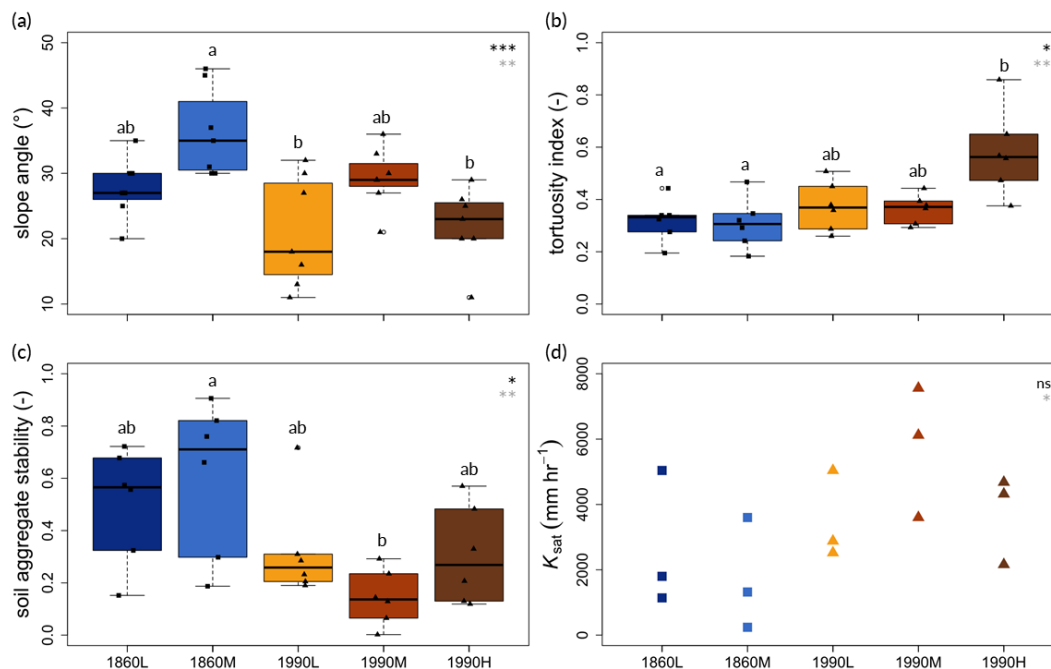 (a)
slope angle (°)
50
40
30
20
10
ab
a
b
ab
b
***
**
(b)
tortuosity index (-)
1.0
0.8
0.6
0.4
0.2
0.0
a
a
ab
ab
b
*
**
(c)
soil aggregate stability (-)
1.0
0.8
0.6
0.4
0.2
0.0
ab
a
ab
b
ab
*
**
1860L 1860M 1990L 1990M 1990H
(d)
Ksat (mm hr⁻¹)
8000
6000
4000
2000
0
ns
*
1860L 1860M 1990L 1990M 1990H